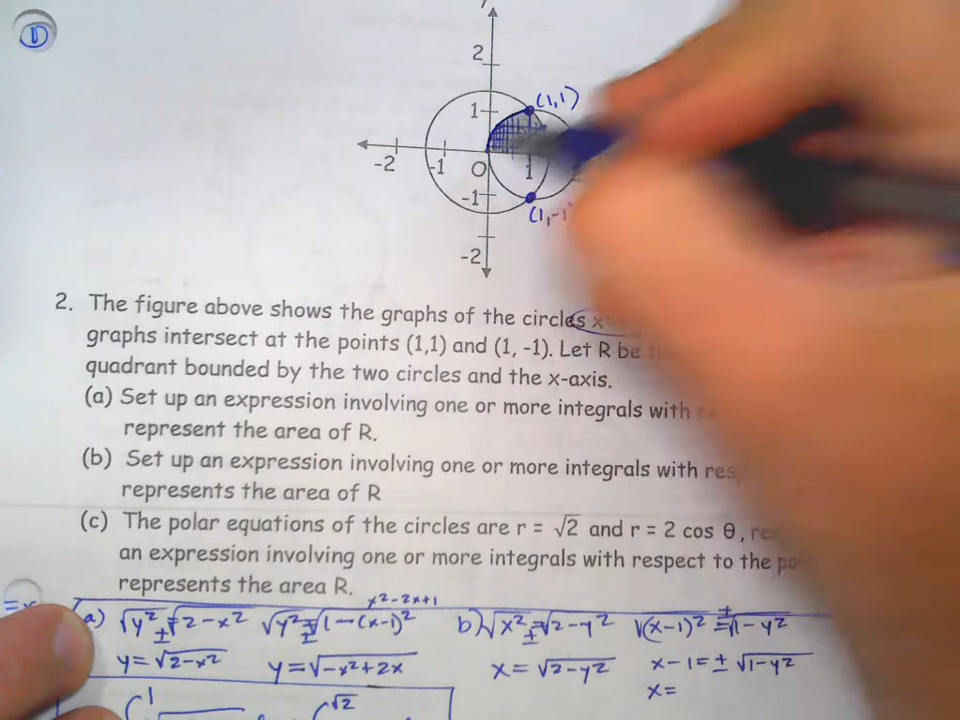 1
2
1
(1,1)
-2
-1
0
1
-1
(1,-1
-2
2. The figure above shows the graphs of the circles x
graphs intersect at the points (1,1) and (1, -1). Let R be
quadrant bounded by the two circles and the x-axis.
(a) Set up an expression involving one or more integrals with
represent the area of R.
(b) Set up an expression involving one or more integrals with res
represents the area of R
(c) The polar equations of the circles are r = √2 and r = 2 cos θ, re
an expression involving one or more integrals with respect to the po
represents the area R.
x²-2x+1
a) √y² =±√2-x² √y² =±√1-(x-1)² b) √x² =±√2-y² √(x-1)² =±√1-y²
y=√2-x² y=√-x²+2x x=√2-y² x-1=±√1-y²
x=
∫1 ∫√2